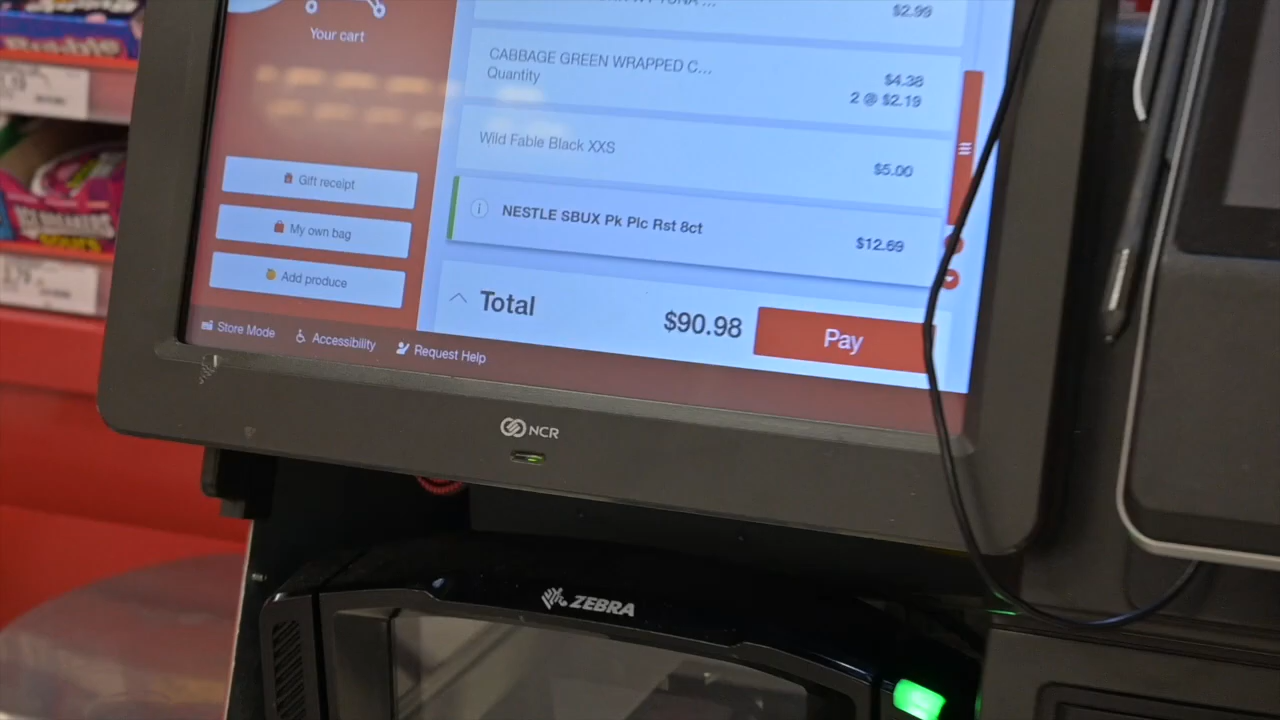 $2.99
Your cart
CABBAGE GREEN WRAPPED C...
Quantity
$4.38
2 @ $2.19
Wild Fable Black XXS
$5.00
Gift receipt
NESTLE SBUX Pk Plc Rst 8ct
$12.69
My own bag
Add produce
Total
$90.98
Pay
Store Mode
Accessibility
Request Help
NCR
ZEBRA
ICE BREAKERS